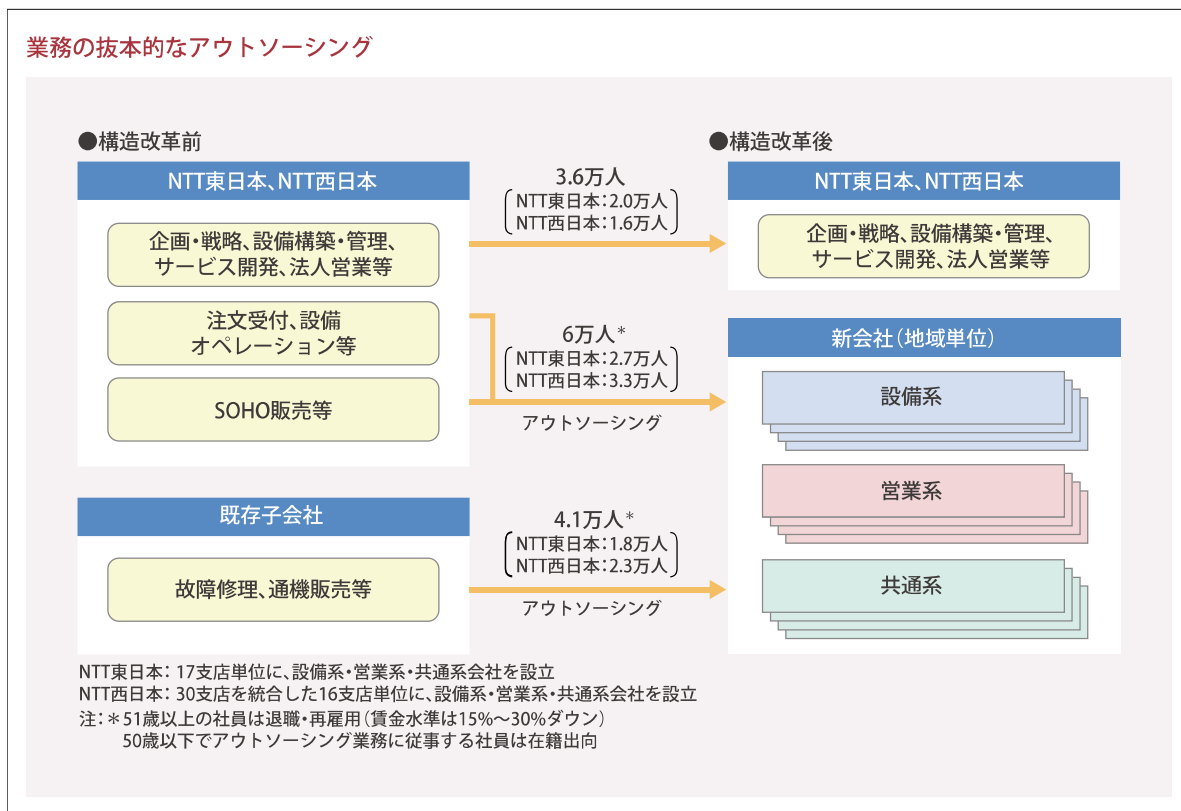 業務の抜本的なアウトソーシング
●構造改革前
NTT東日本、NTT西日本
企画・戦略、設備構築・管理、
サービス開発、法人営業等
注文受付、設備
オペレーション等
SOHO販売等
既存子会社
故障修理、通機販売等
3.6万人
NTT東日本：2.0万人
NTT西日本：1.6万人
6万人＊
NTT東日本：2.7万人
NTT西日本：3.3万人
アウトソーシング
4.1万人＊
NTT東日本：1.8万人
NTT西日本：2.3万人
アウトソーシング
●構造改革後
NTT東日本、NTT西日本
企画・戦略、設備構築・管理、
サービス開発、法人営業等
新会社（地域単位）
設備系
営業系
共通系
NTT東日本： 17支店単位に、設備系・営業系・共通系会社を設立
NTT西日本： 30支店を統合した16支店単位に、設備系・営業系・共通系会社を設立
注：＊51歳以上の社員は退職・再雇用（賃金水準は15%～30%ダウン）
50歳以下でアウトソーシング業務に従事する社員は在籍出向